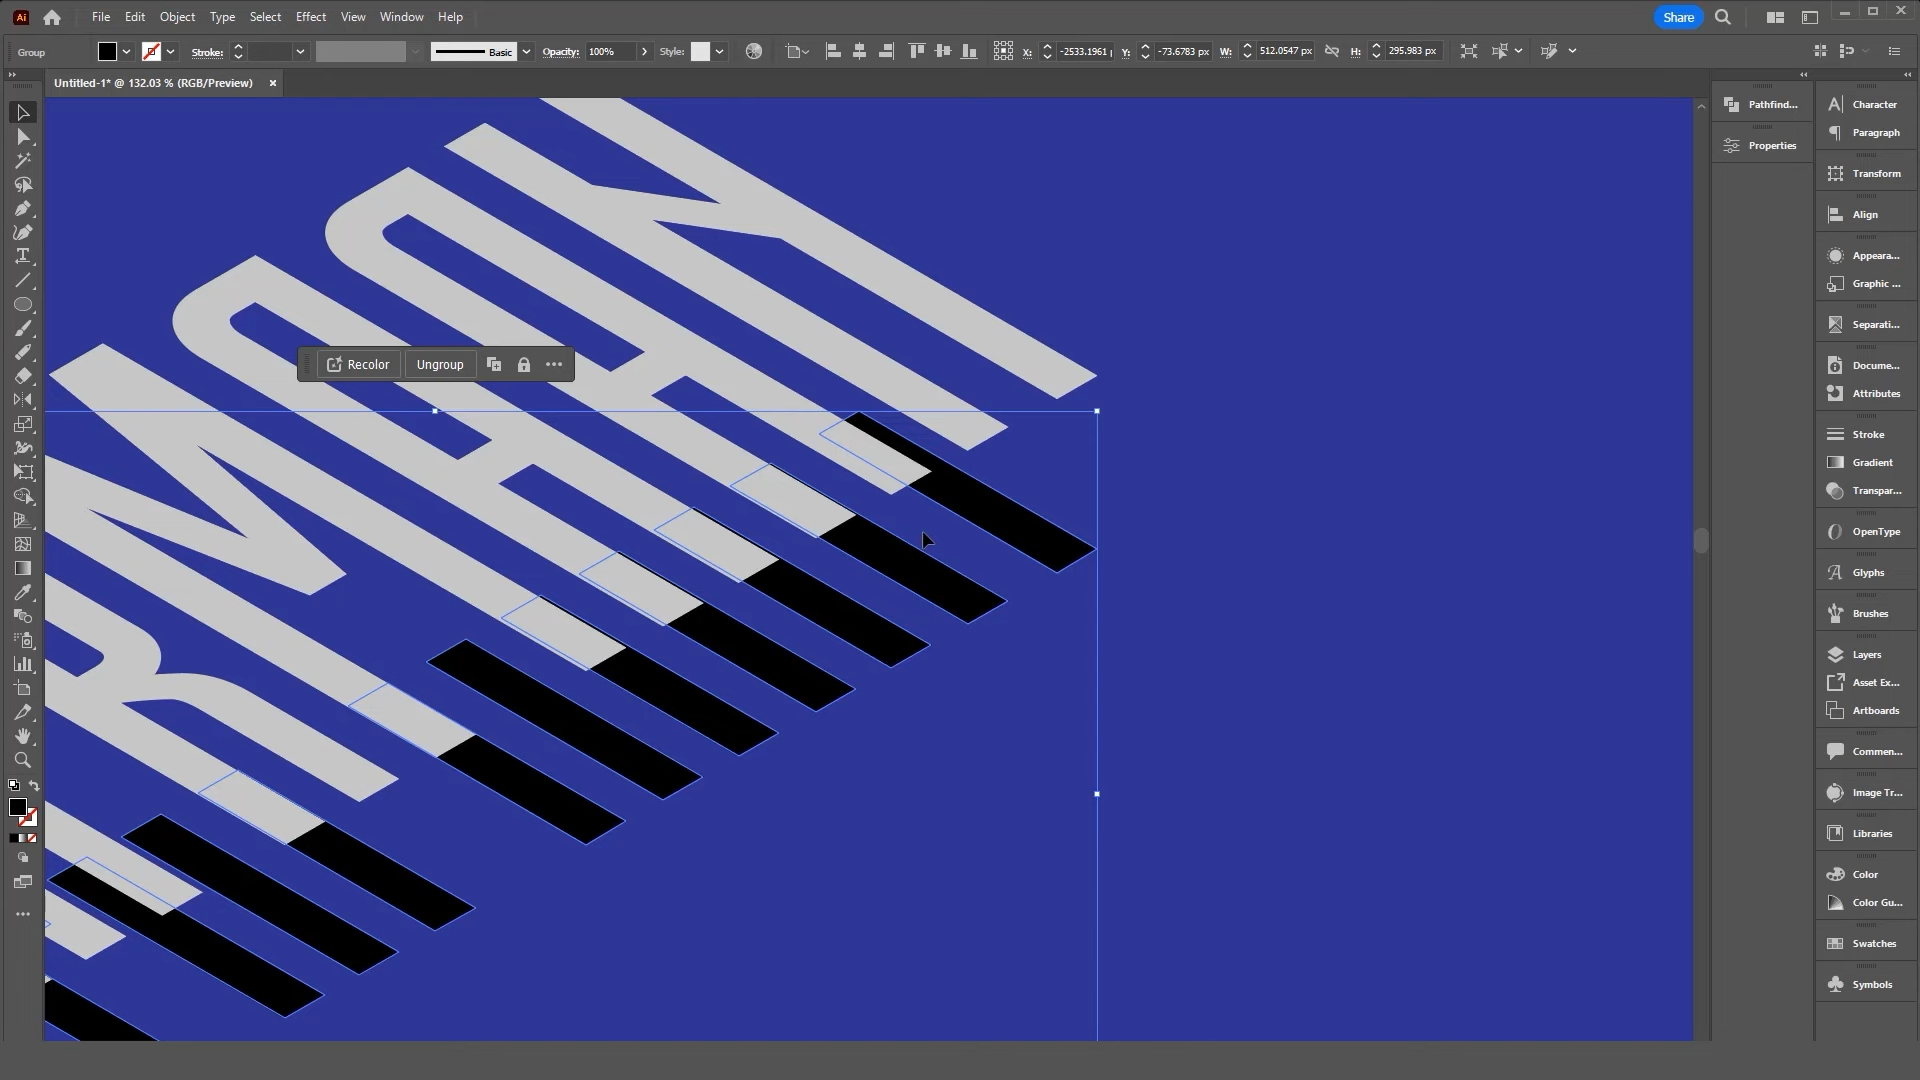 Ai File Edit Object Type Select Effect View Window Help Share
Group Stroke: Basic Opacity: 100% Style: X: -2533.1961 Y: -73.6783 px W: 512.0547 px H: 295.983 px
Untitled-1* @ 132.03 % (RGB/Preview)
Recolor Ungroup
Pathfind...
Properties
Character
Paragraph
Transform
Align
Appeara...
Graphic ...
Separati...
Docume...
Attributes
Stroke
Gradient
Transpar...
OpenType
Glyphs
Brushes
Layers
Asset Ex...
Artboards
Commen...
Image Tr...
Libraries
Color
Color Gu...
Swatches
Symbols